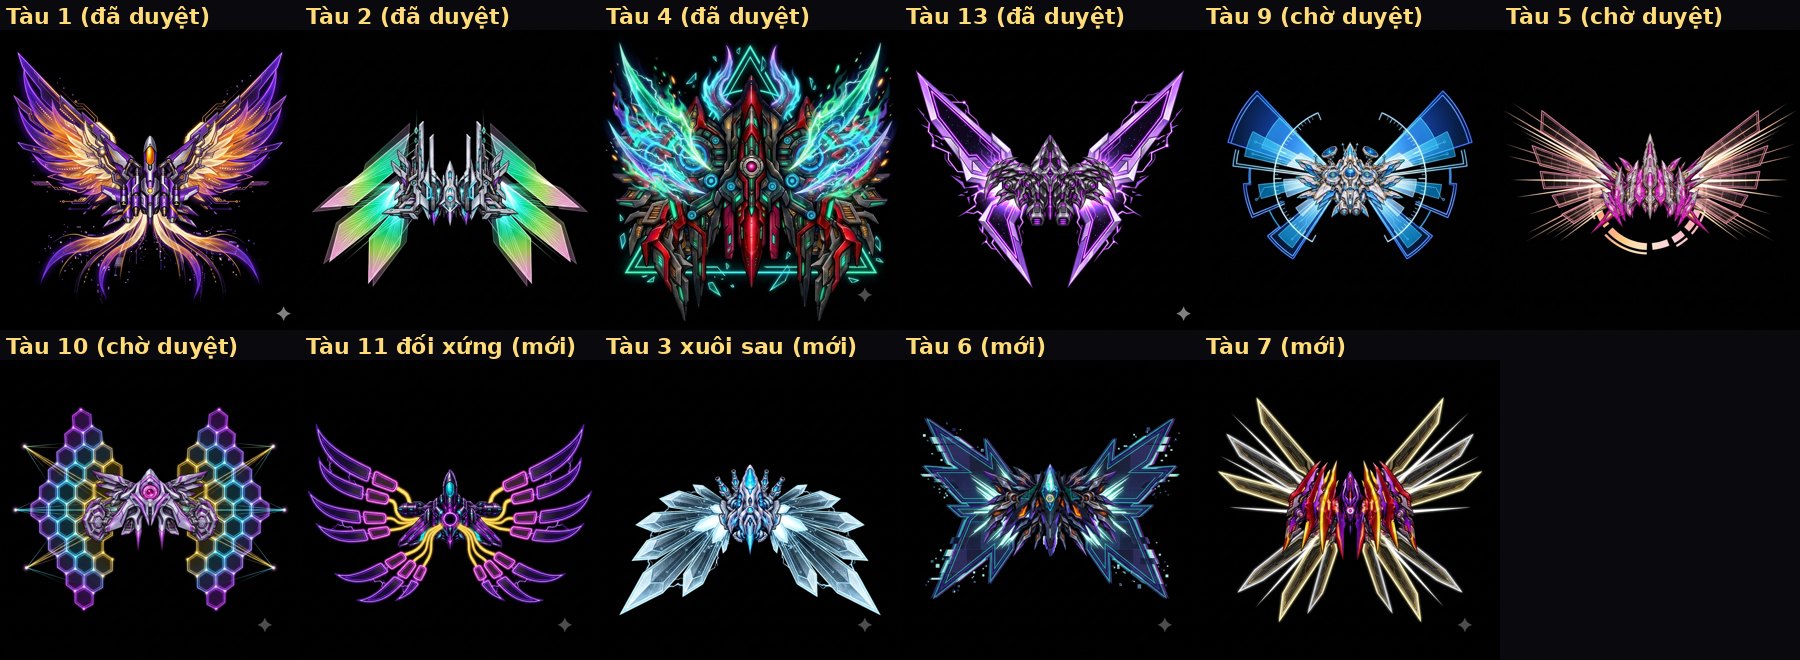 Tàu 1 (đã duyệt)
Tàu 2 (đã duyệt)
Tàu 4 (đã duyệt)
Tàu 13 (đã duyệt)
Tàu 9 (chờ duyệt)
Tàu 5 (chờ duyệt)
Tàu 10 (chờ duyệt)
Tàu 11 đối xứng (mới)
Tàu 3 xuôi sau (mới)
Tàu 6 (mới)
Tàu 7 (mới)